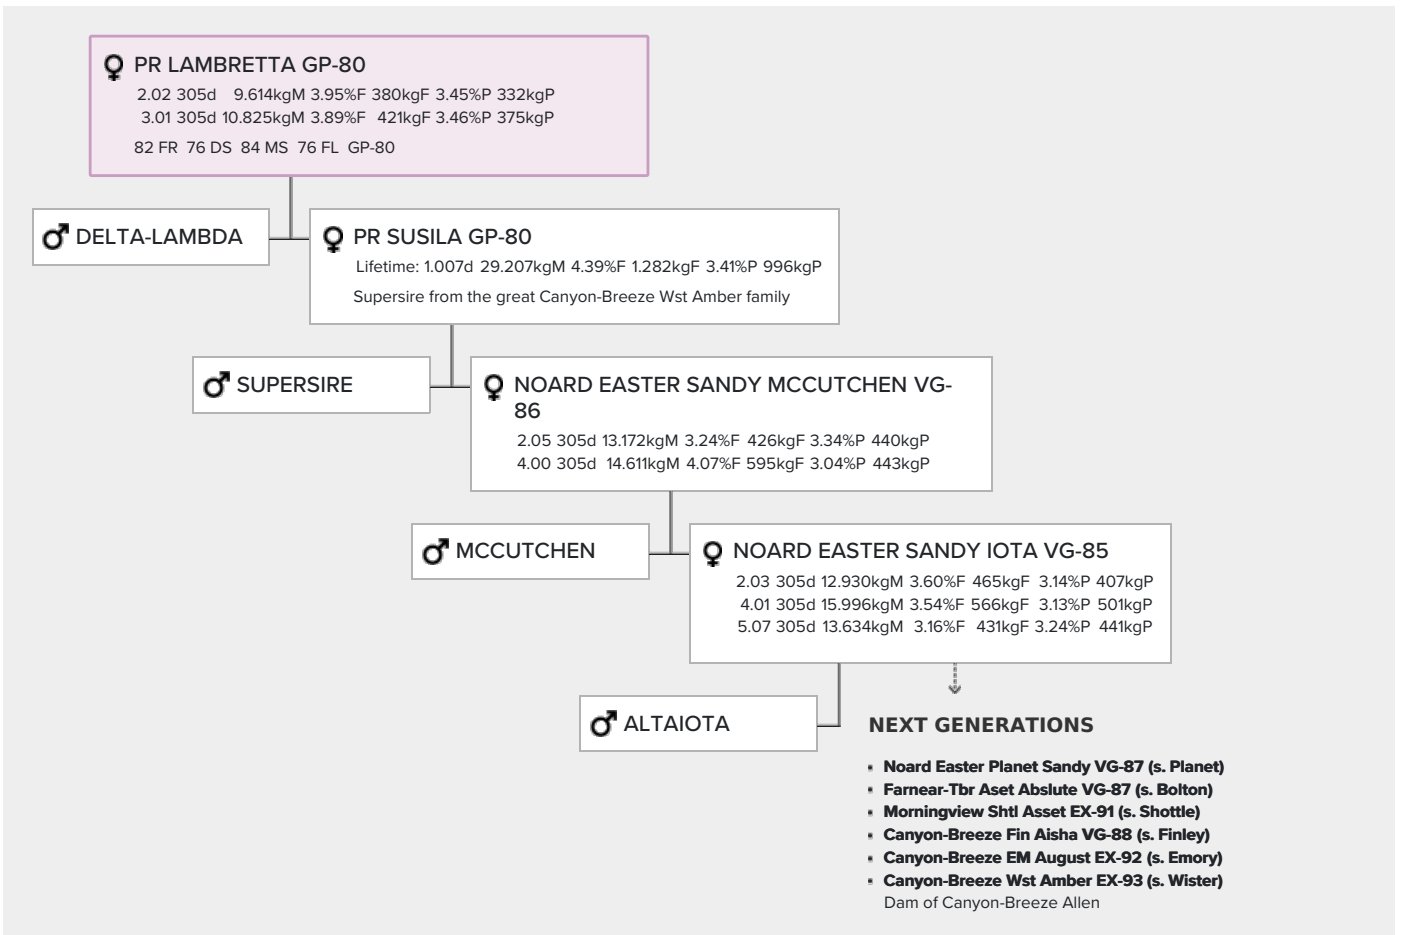 PR LAMBRETTA GP-80
2.02 305d 9.614kgM 3.95%F 380kgF 3.45%P 332kgP
3.01 305d 10.825kgM 3.89%F 421kgF 3.46%P 375kgP
82 FR 76 DS 84 MS 76 FL GP-80
DELTA-LAMBDA
PR SUSILA GP-80
Lifetime: 1.007d 29.207kgM 4.39%F 1.282kgF 3.41%P 996kgP
Supersire from the great Canyon-Breeze Wst Amber family
SUPERSIRE
NOARD EASTER SANDY MCCUTCHEN VG-
86
2.05 305d 13.172kgM 3.24%F 426kgF 3.34%P 440kgP
4.00 305d 14.611kgM 4.07%F 595kgF 3.04%P 443kgP
MCCUTCHEN
NOARD EASTER SANDY IOTA VG-85
2.03 305d 12.930kgM 3.60%F 465kgF 3.14%P 407kgP
4.01 305d 15.996kgM 3.54%F 566kgF 3.13%P 501kgP
5.07 305d 13.634kgM 3.16%F 431kgF 3.24%P 441kgP
ALTAIOTA
NEXT GENERATIONS
Noard Easter Planet Sandy VG-87 (s. Planet)
Farnear-Tbr Aset Abslute VG-87 (s. Bolton)
Morningview Shtl Asset EX-91 (s. Shottle)
Canyon-Breeze Fin Aisha VG-88 (s. Finley)
Canyon-Breeze EM August EX-92 (s. Emory)
Canyon-Breeze Wst Amber EX-93 (s. Wister)
Dam of Canyon-Breeze Allen